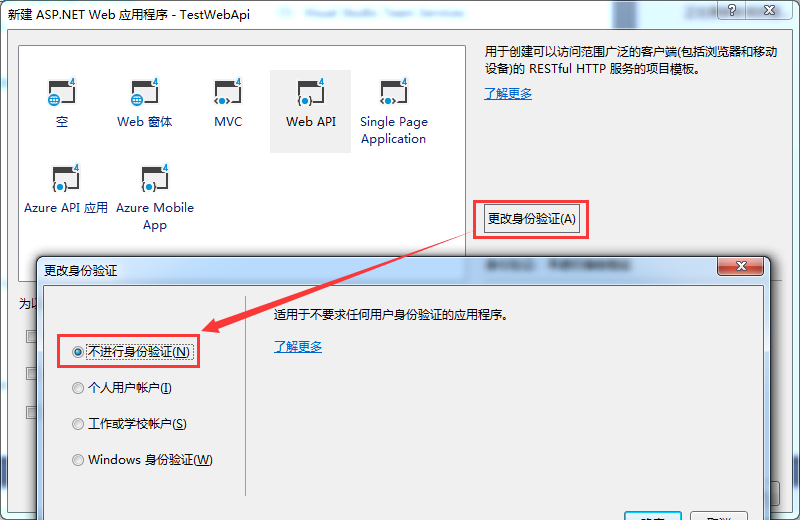 新建 ASP.NET Web 应用程序 - TestWebApi
空
Web 窗体
MVC
Web API
Single Page
Application
Azure API 应用
Azure Mobile
App
用于创建可以访问范围广泛的客户端(包括浏览器和移动
设备)的 RESTful HTTP 服务的项目模板。
了解更多
更改身份验证(A)
更改身份验证
不进行身份验证(N)
个人用户帐户(I)
工作或学校帐户(S)
Windows 身份验证(W)
适用于不要求任何用户身份验证的应用程序。
了解更多